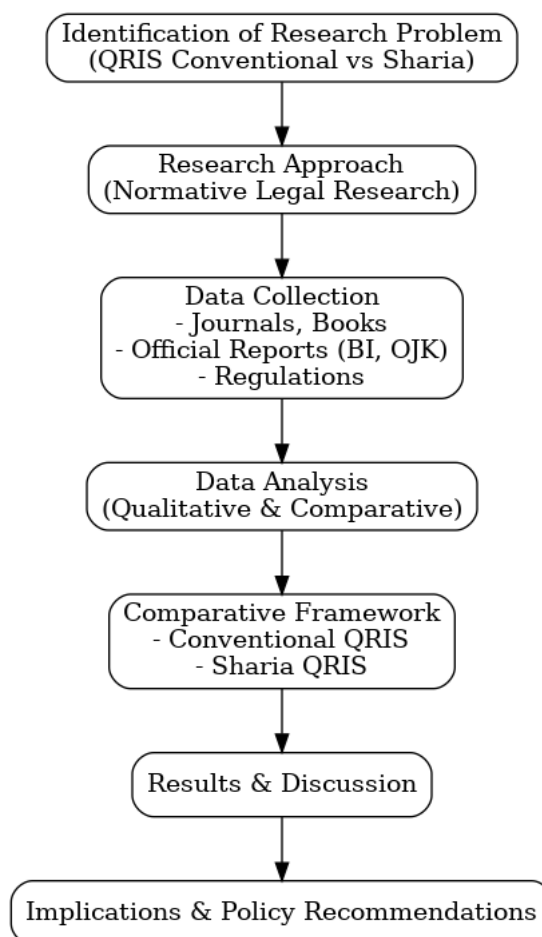 Identification of Research Problem
(QRIS Conventional vs Sharia)
Research Approach
(Normative Legal Research)
Data Collection
- Journals, Books
- Official Reports (BI, OJK)
- Regulations
Data Analysis
(Qualitative & Comparative)
Comparative Framework
- Conventional QRIS
- Sharia QRIS
Results & Discussion
Implications & Policy Recommendations